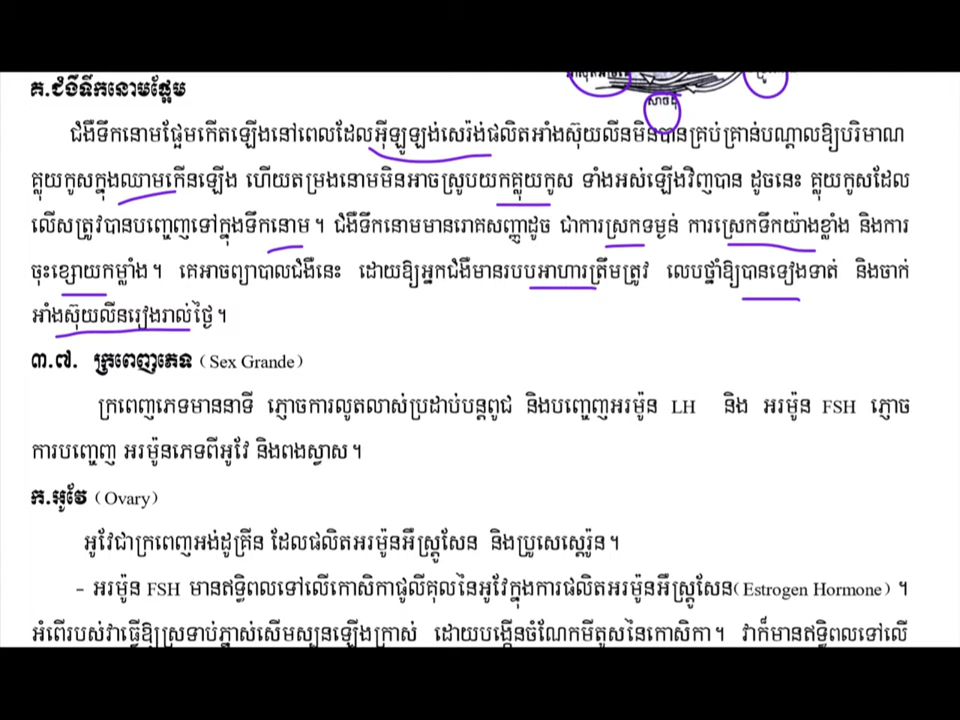 សាច់ដុំ
គ.ជំងឺទឹកនោមផ្អែម
ជំងឺទឹកនោមផ្អែមកើតឡើងនៅពេលដែលអ៊ីឡូឡង់សេរ៉ង់ផលិតអាំងស៊ុយលីនមិនបានគ្រប់គ្រាន់បណ្តាលឱ្យបរិមាណ
គ្លុយកូសក្នុងឈាមកើនឡើង ហើយតម្រងនោមមិនអាចស្រូបយកគ្លុយកូស ទាំងអស់ឡើងវិញបាន ដូចនេះ គ្លុយកូសដែល
លើសត្រូវបានបញ្ចេញទៅក្នុងទឹកនោម។ ជំងឺទឹកនោមមានរោគសញ្ញាដូច ជាការស្រកទម្ងន់ ការស្រេកទឹកយ៉ាងខ្លាំង និងការ
ចុះខ្សោយកម្លាំង។ គេអាចព្យាបាលជំងឺនេះ ដោយឱ្យអ្នកជំងឺមានរបបអាហារត្រឹមត្រូវ លេបថ្នាំឱ្យបានទៀងទាត់ និងចាក់
អាំងស៊ុយលីនរៀងរាល់ថ្ងៃ។
៣.៧. ក្រពេញភេទ (Sex Grande)
ក្រពេញភេទមាននាទី ភ្ញោចការលូតលាស់ប្រដាប់បន្តពូជ និងបញ្ចេញអរម៉ូន LH និង អរម៉ូន FSH ភ្ញោច
ការបញ្ចេញ អរម៉ូនភេទពីអូវែ និងពងស្វាស។
ក.អូវែ (Ovary)
អូវែជាក្រពេញអង់ដូគ្រីន ដែលផលិតអរម៉ូនអឺស្ត្រូសែន និងប្រូសេស្តេរ៉ូន។
- អរម៉ូន FSH មានឥទ្ធិពលទៅលើកោសិកាផូលីគុលនៃអូវែក្នុងការផលិតអរម៉ូនអឺស្ត្រូសែន(Estrogen Hormone) ។
អំពើរបស់វាធ្វើឱ្យស្រទាប់ភ្នាស់សើមស្បូនឡើងក្រាស់ ដោយបង្កើនចំណែកមីតូសនៃកោសិកា។ វាក៏មានឥទ្ធិពលទៅលើ